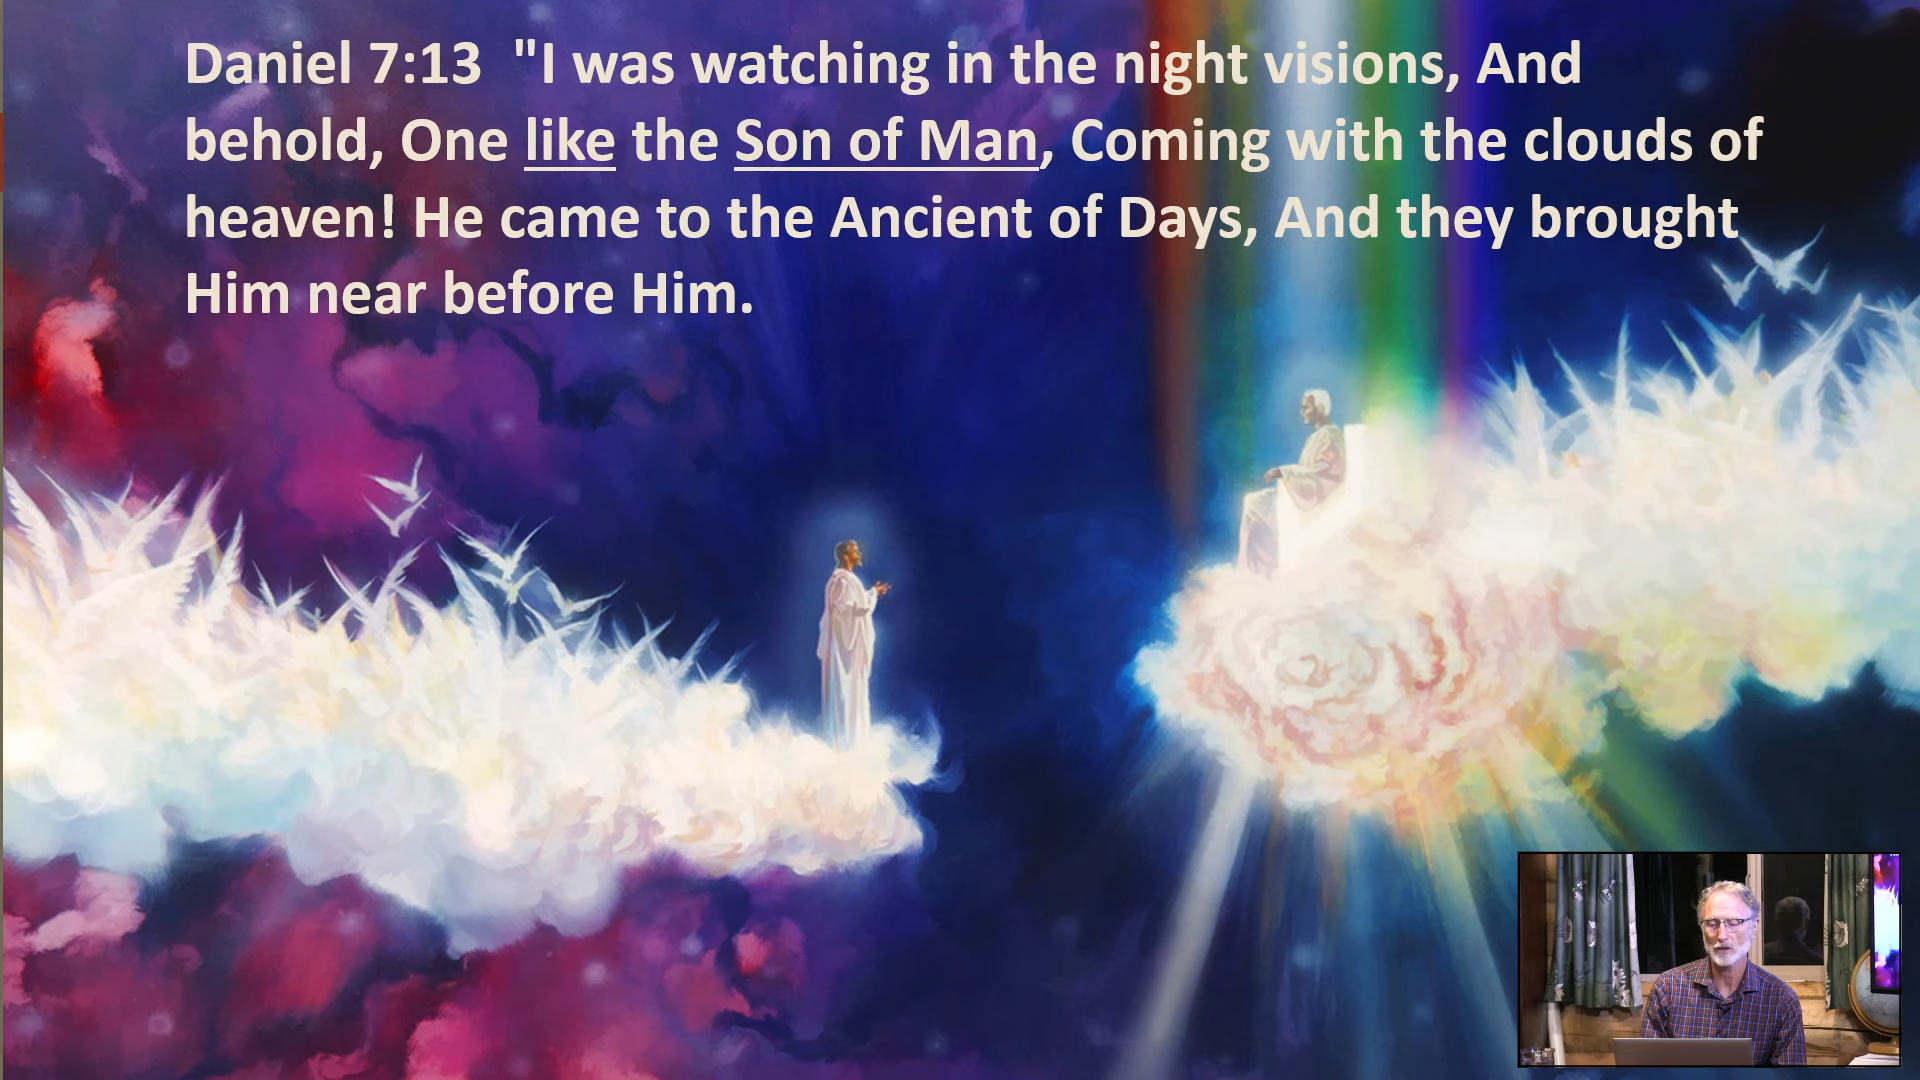 Daniel 7:13  "I was watching in the night visions, And
behold, One like the Son of Man, Coming with the clouds of
heaven! He came to the Ancient of Days, And they brought
Him near before Him.